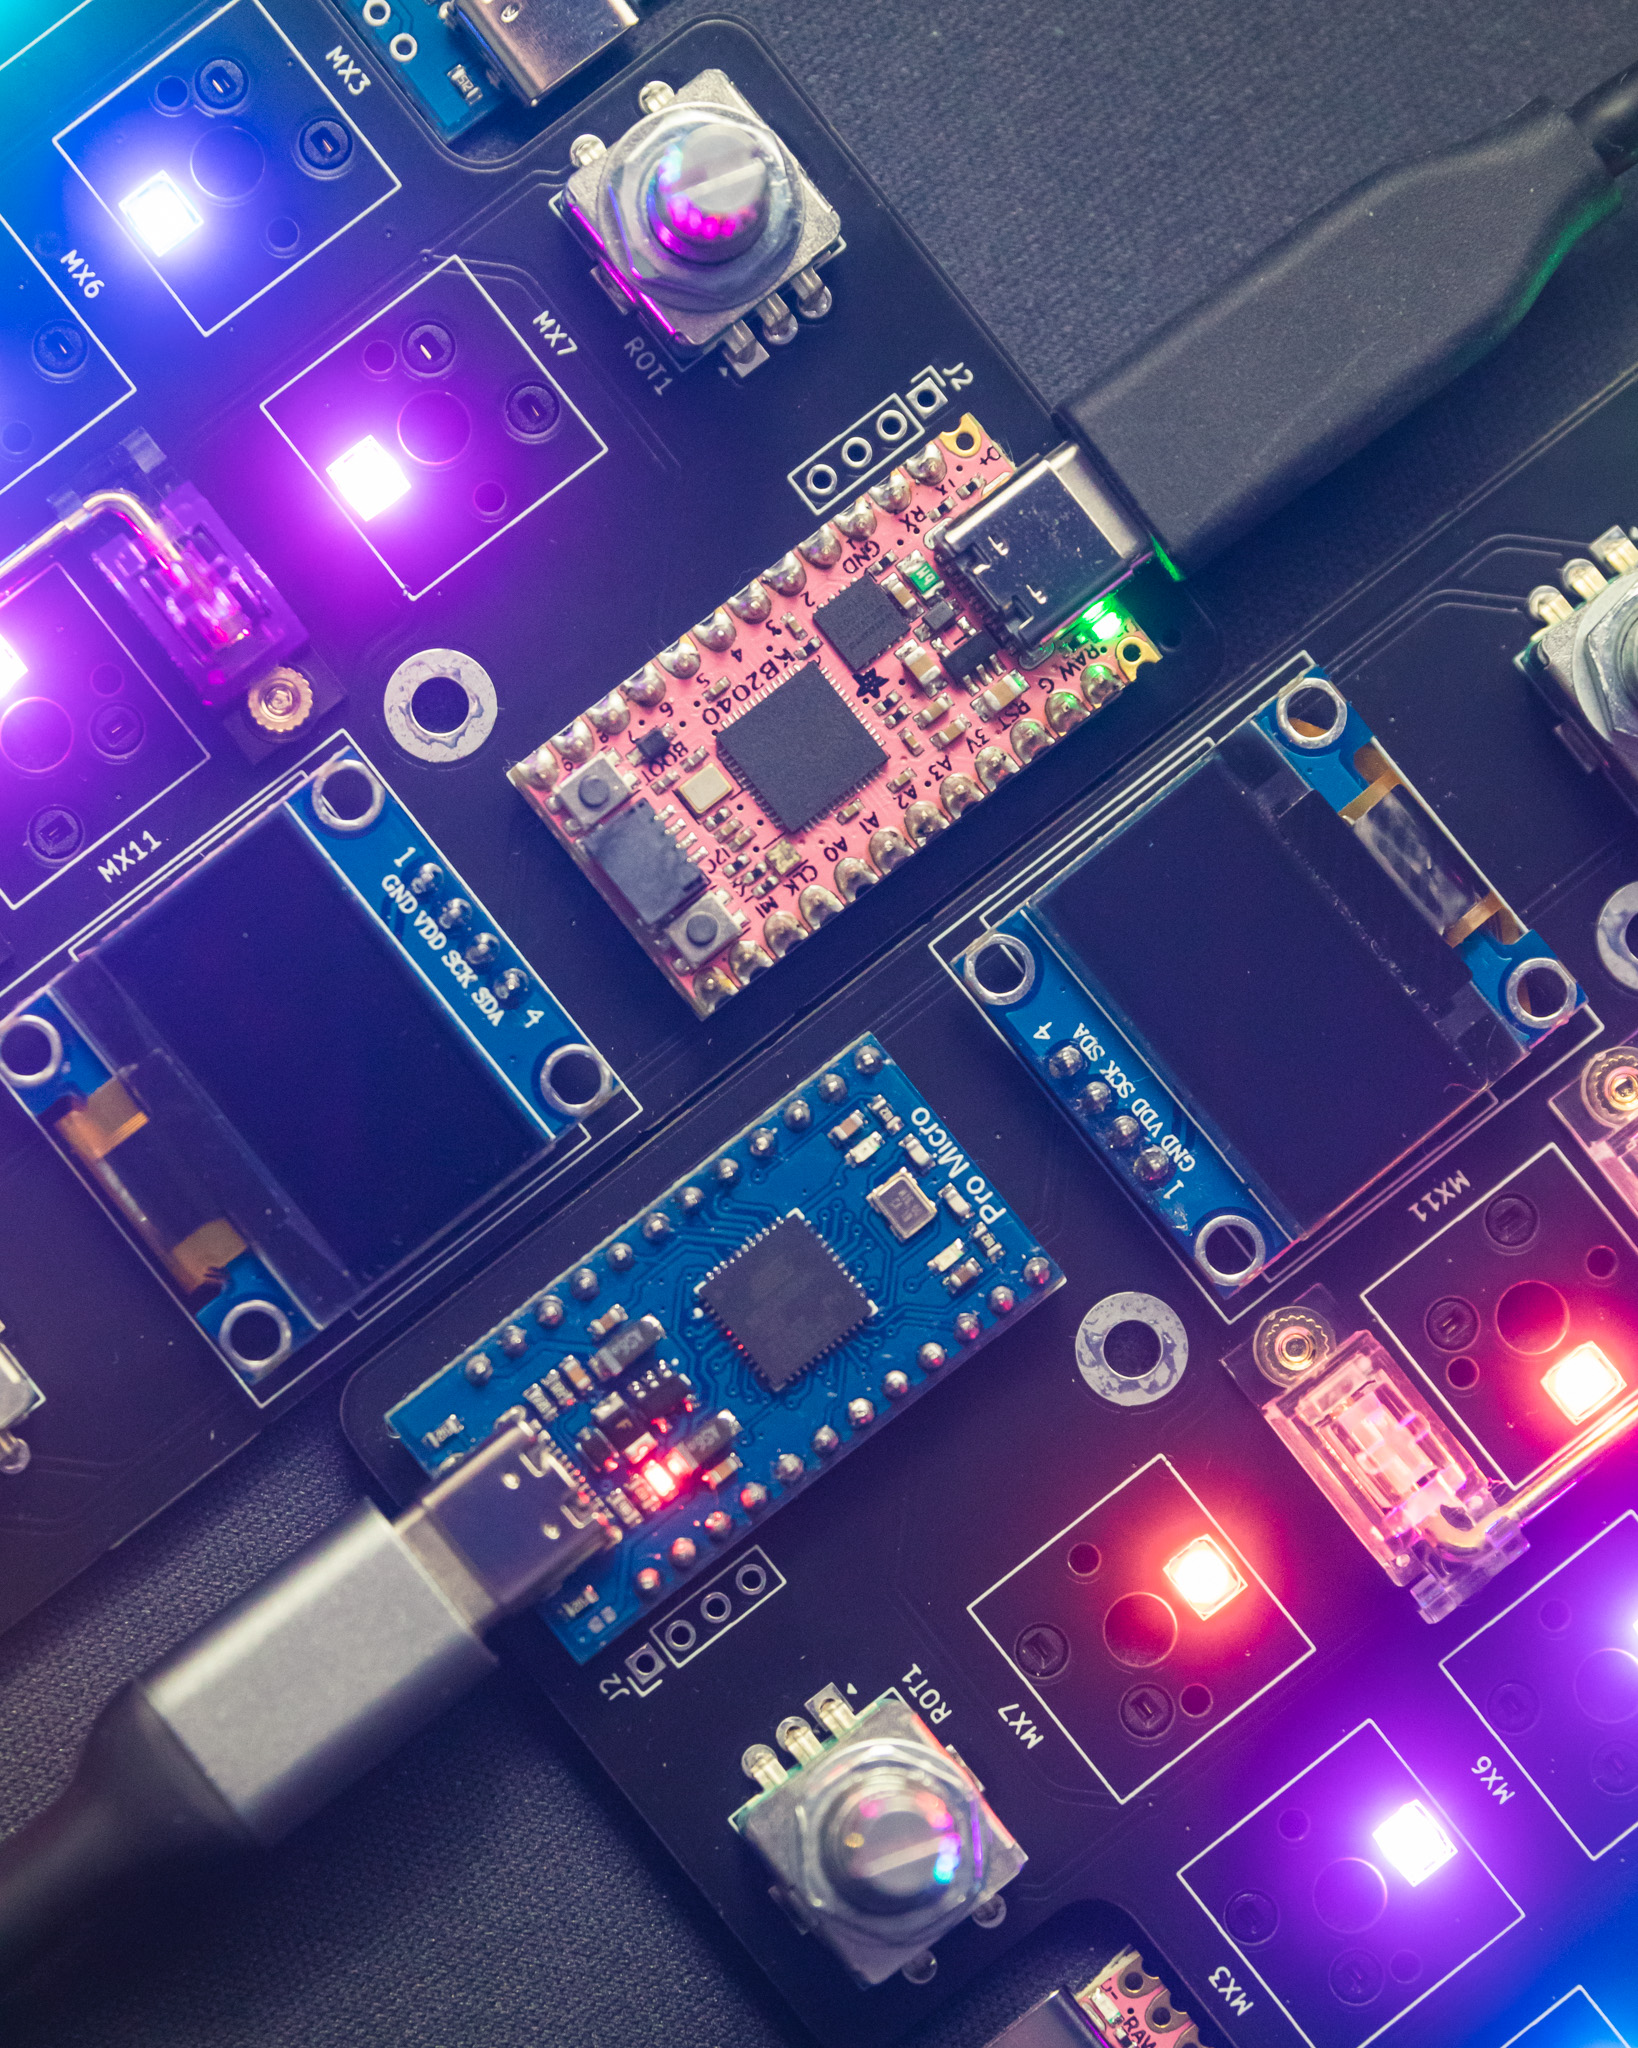 MX3
MX6
MX7
ROT1
J2
D+
TX
RX
GND
2
3
4
5
6
7
KB2040
BOOT
RAW
G
RST
3V
A3
A2
A1
A0
CLK
MX11
1
GND VDD SCK SDA
4
4
SDA SCK VDD GND
1
Pro Micro
MX11
J2
ROT1
MX7
MX6
MX3
RAW